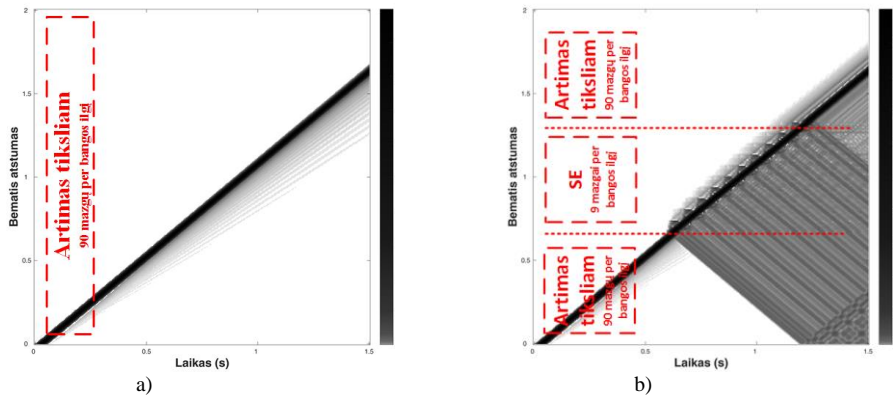 2
1.5
1
0.5
0
Bematis atstumas
Artimas tiksliam
90 mazgų per bangos ilgį
0
0.5
1
1.5
Laikas (s)
a)
2
1.5
1
0.5
0
Bematis atstumas
Artimas
tiksliam
90 mazgų per
bangos ilgį
SE
9 mazgai per
bangos ilgį
Artimas
tiksliam
90 mazgų per
bangos ilgį
0
0.5
1
1.5
Laikas (s)
b)